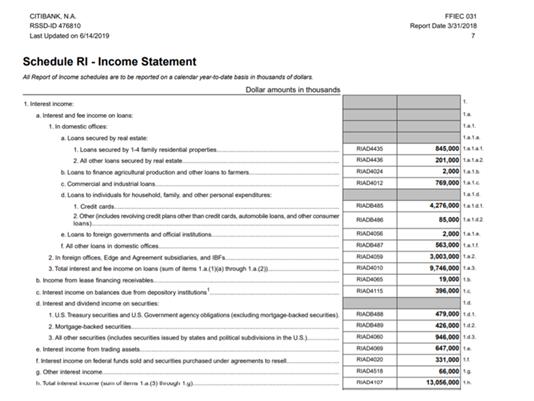 CITIBANK, N.A. FFIEC 031
RSSD-ID 476810 Report Date 3/31/2018
Last Updated on 6/14/2019 7
Schedule RI - Income Statement
All Report of Income schedules are to be reported on a calendar year-to-date basis in thousands of dollars.
Dollar amounts in thousands
1. Interest income: 1.
a. Interest and fee income on loans: 1.a.
1. In domestic offices: 1.a.1.
a. Loans secured by real estate: 1.a.1.a.
1. Loans secured by 1-4 family residential properties RIAD4435 845,000 1.a.1.a.1.
2. All other loans secured by real estate RIAD4436 201,000 1.a.1.a.2.
b. Loans to finance agricultural production and other loans to farmers RIAD4024 2,000 1.a.1.b.
c. Commercial and industrial loans RIAD4012 769,000 1.a.1.c.
d. Loans to individuals for household, family, and other personal expenditures: 1.a.1.d.
1. Credit cards RIADB485 4,276,000 1.a.1.d.1.
2. Other (includes revolving credit plans other than credit cards, automobile loans, and other consumer
loans) RIADB486 85,000 1.a.1.d.2.
e. Loans to foreign governments and official institutions RIAD4056 2,000 1.a.1.e.
f. All other loans in domestic offices RIADB487 563,000 1.a.1.f.
2. In foreign offices, Edge and Agreement subsidiaries, and IBFs RIAD4059 3,003,000 1.a.2.
3. Total interest and fee income on loans (sum of items 1.a.(1)(a) through 1.a.(2)) RIAD4010 9,746,000 1.a.3.
b. Income from lease financing receivables RIAD4065 19,000 1.b.
c. Interest income on balances due from depository institutions¹ RIAD4115 396,000 1.c.
d. Interest and dividend income on securities: 1.d.
1. U.S. Treasury securities and U.S. Government agency obligations (excluding mortgage-backed securities). RIADB488 479,000 1.d.1.
2. Mortgage-backed securities RIADB489 426,000 1.d.2.
3. All other securities (includes securities issued by states and political subdivisions in the U.S.) RIAD4060 946,000 1.d.3.
e. Interest income from trading assets RIAD4069 647,000 1.e.
f. Interest income on federal funds sold and securities purchased under agreements to resell RIAD4020 331,000 1.f.
g. Other interest income RIAD4518 66,000 1.g.
h. Total interest income (sum of items 1.a.(3) through 1.g) RIAD4107 13,056,000 1.h.